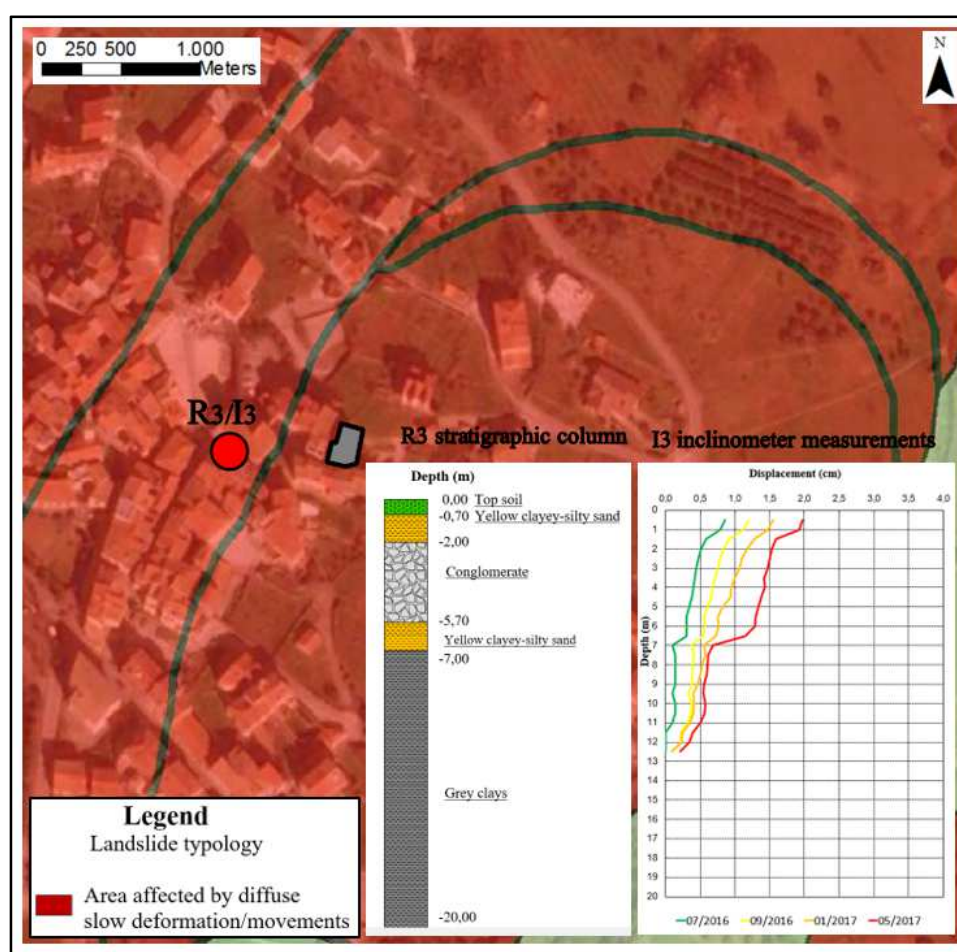 0 250 500 1.000
Meters
N
R3/I3
R3 stratigraphic column
I3 inclinometer measurements
Depth (m)
0,00 Top soil
-0,70 Yellow clayey-silty sand
-2,00
Conglomerate
-5,70
Yellow clayey-silty sand
-7,00
Grey clays
-20,00
Displacement (cm)
0,0 0,5 1,0 1,5 2,0 2,5 3,0 3,5 4,0
Depth (m)
0
1
2
3
4
5
6
7
8
9
10
11
12
13
14
15
16
17
18
19
20
07/2016 09/2016 01/2017 05/2017
Legend
Landslide typology
Area affected by diffuse
slow deformation/movements